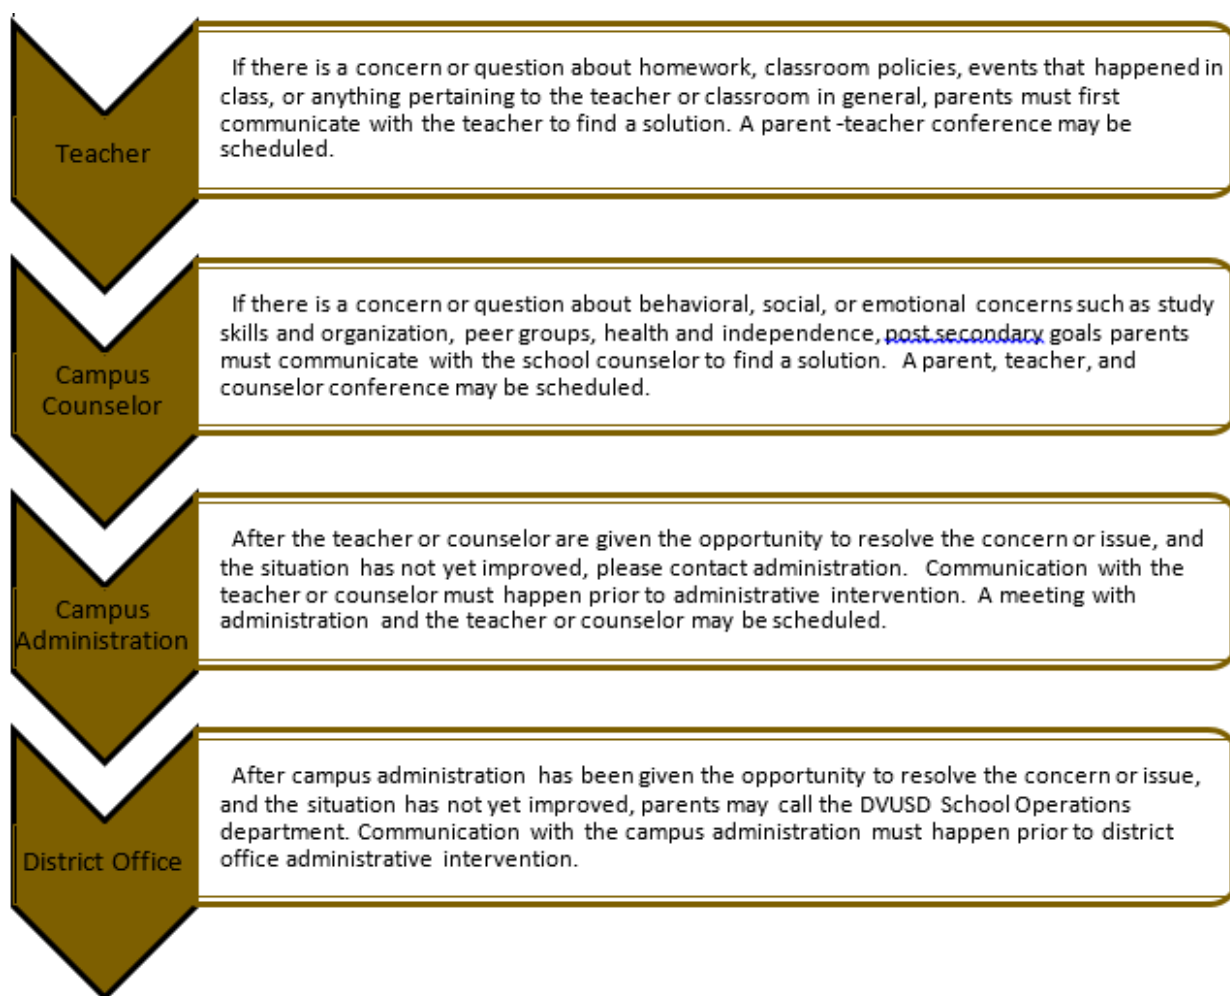 Teacher
If there is a concern or question about homework, classroom policies, events that happened in
class, or anything pertaining to the teacher or classroom in general, parents must first
communicate with the teacher to find a solution. A parent -teacher conference may be
scheduled.
Campus
Counselor
If there is a concern or question about behavioral, social, or emotional concerns such as study
skills and organization, peer groups, health and independence, post secondary goals parents
must communicate with the school counselor to find a solution. A parent, teacher, and
counselor conference may be scheduled.
Campus
Administration
After the teacher or counselor are given the opportunity to resolve the concern or issue, and
the situation has not yet improved, please contact administration. Communication with the
teacher or counselor must happen prior to administrative intervention. A meeting with
administration and the teacher or counselor may be scheduled.
District Office
After campus administration has been given the opportunity to resolve the concern or issue,
and the situation has not yet improved, parents may call the DVUSD School Operations
department. Communication with the campus administration must happen prior to district
office administrative intervention.